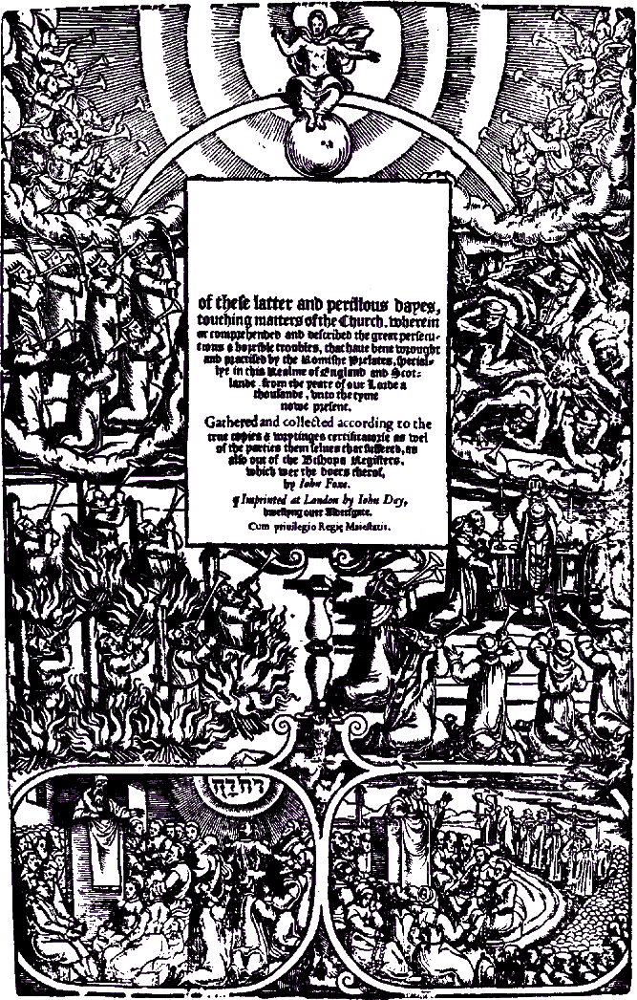 of theſe latter and perillous dayes,
touching matters of the Church, wherein
ar comprehended and deſcribed the great perſecu-
tions & horrible troubles, that haue bene wrought
and practiſed by the Romiſhe Prelates, ſpecial-
lye in this Realme of England and Scot-
lande, from the yeare of our Lorde a
thouſande, vnto the tyme
nowe preſent.
Gathered and collected according to the
true copies & wrytinges certificatorie as wel
of the parties them ſelues that ſuffered, as
alſo out of the Biſhops Regiſters,
which wer the doers therof,
by Iohn Foxe.
¶ Imprinted at London by Iohn Day,
dwellyng ouer Alderſgate.
Cum priuilegio Regię Maieſtatis.